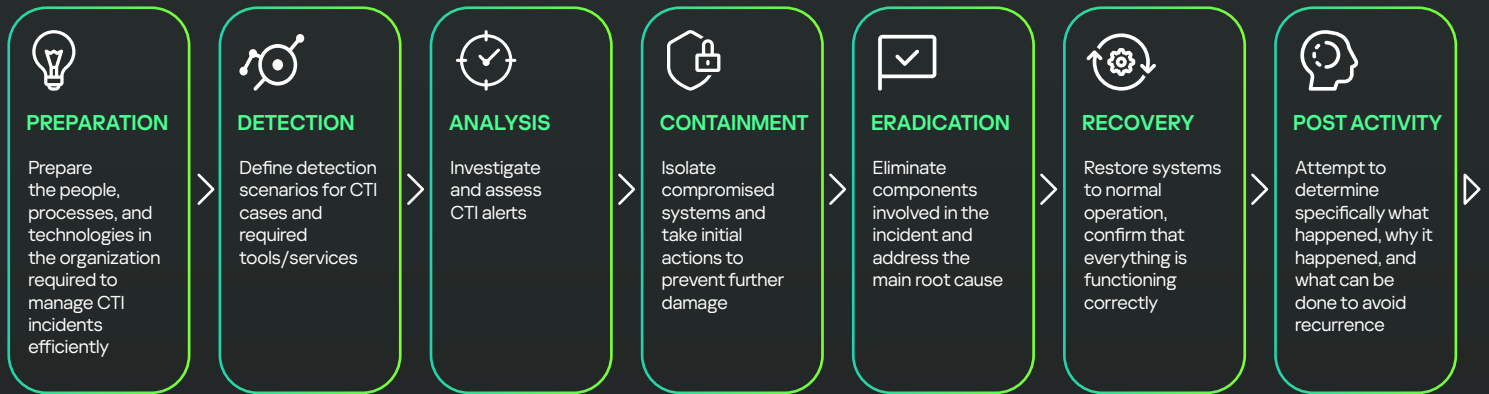 PREPARATION
Prepare
the people,
processes, and
technologies in
the organization
required to
manage CTI
incidents
efficiently
DETECTION
Define detection
scenarios for CTI
cases and
required
tools/services
ANALYSIS
Investigate
and assess
CTI alerts
CONTAINMENT
Isolate
compromised
systems and
take initial
actions to
prevent further
damage
ERADICATION
Eliminate
components
involved in the
incident and
address the
main root cause
RECOVERY
Restore systems
to normal
operation,
confirm that
everything is
functioning
correctly
POST ACTIVITY
Attempt to
determine
specifically what
happened, why it
happened, and
what can be
done to avoid
recurrence